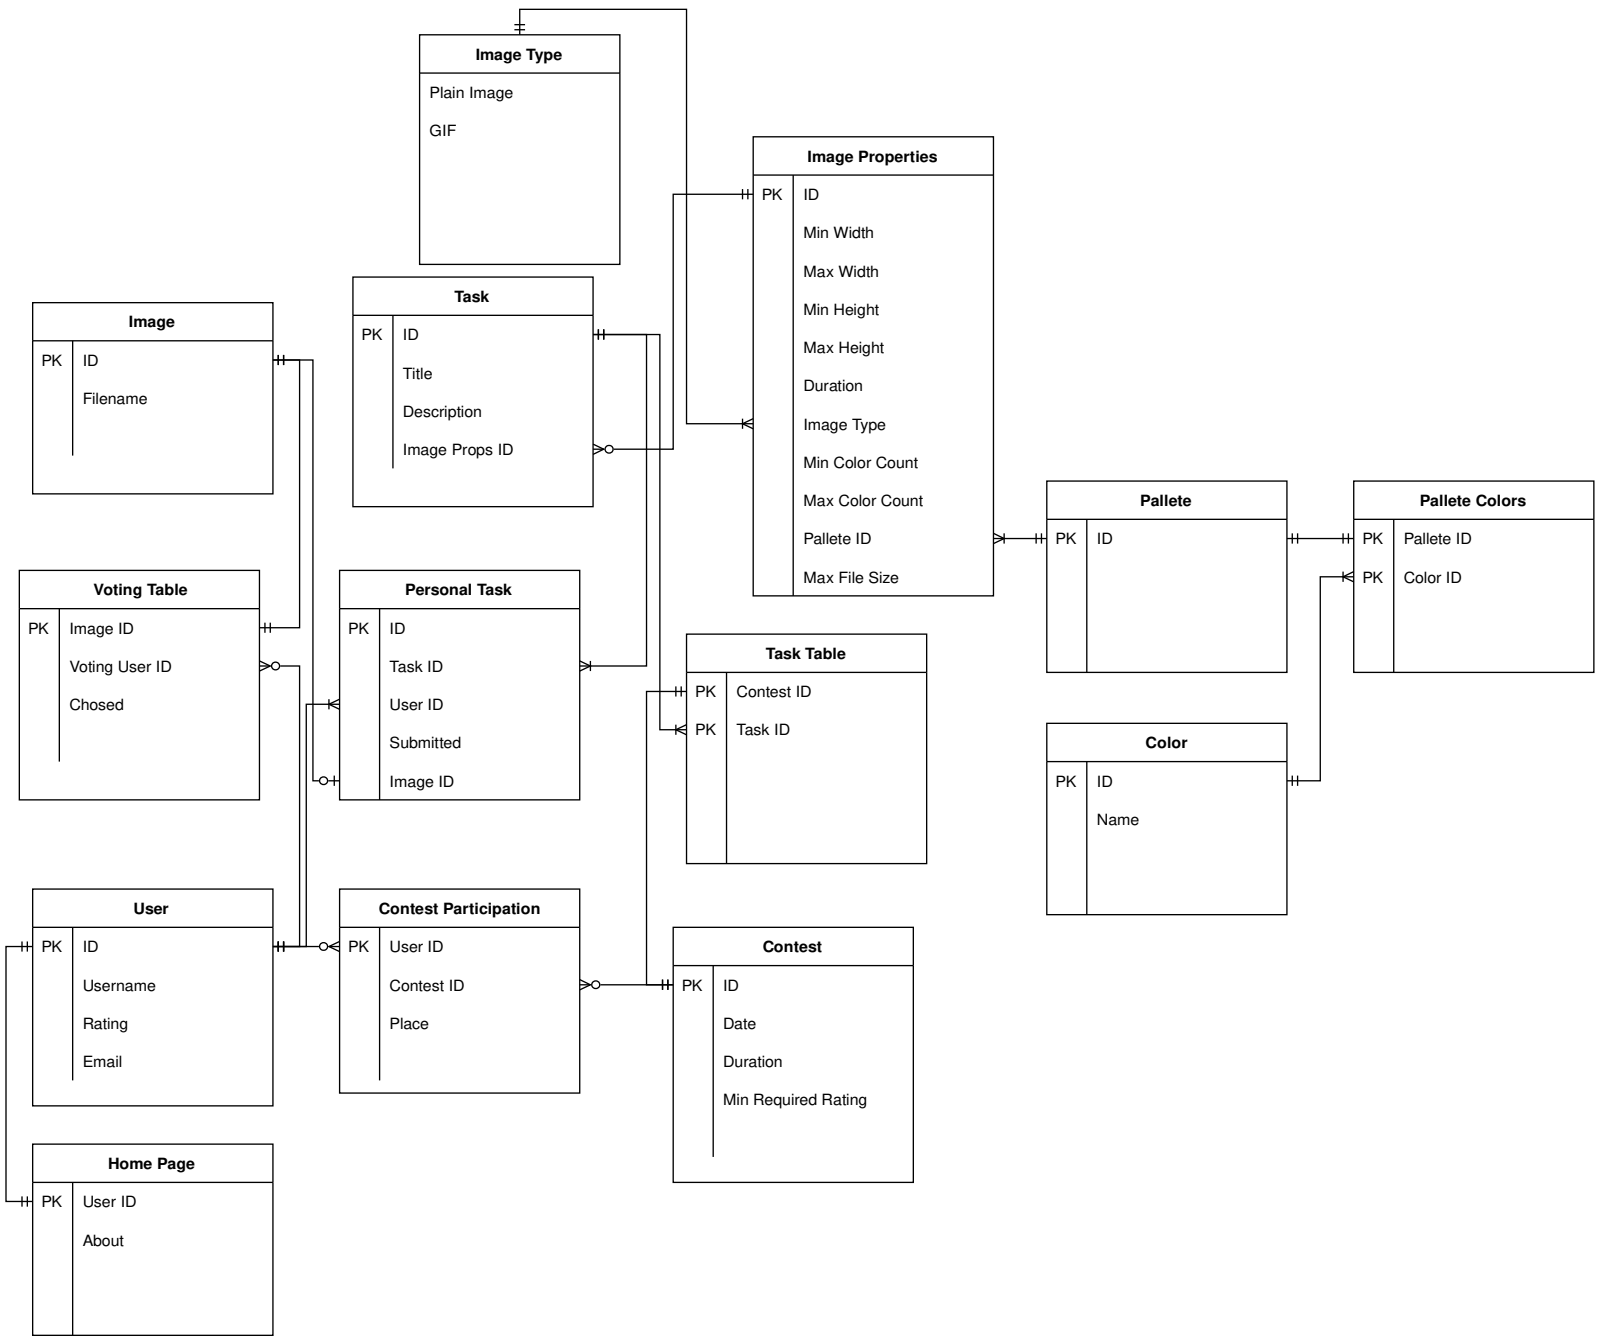 Image Type
Plain Image
GIF
Image Properties
PK ID
Min Width
Max Width
Min Height
Max Height
Duration
Image Type
Min Color Count
Max Color Count
Pallete ID
Max File Size
Task
PK ID
Title
Description
Image Props ID
Image
PK ID
Filename
Pallete
PK ID
Pallete Colors
PK Pallete ID
PK Color ID
Voting Table
PK Image ID
Voting User ID
Chosed
Personal Task
PK ID
Task ID
User ID
Submitted
Image ID
Task Table
PK Contest ID
PK Task ID
Color
PK ID
Name
User
PK ID
Username
Rating
Email
Contest Participation
PK User ID
Contest ID
Place
Contest
PK ID
Date
Duration
Min Required Rating
Home Page
PK User ID
About